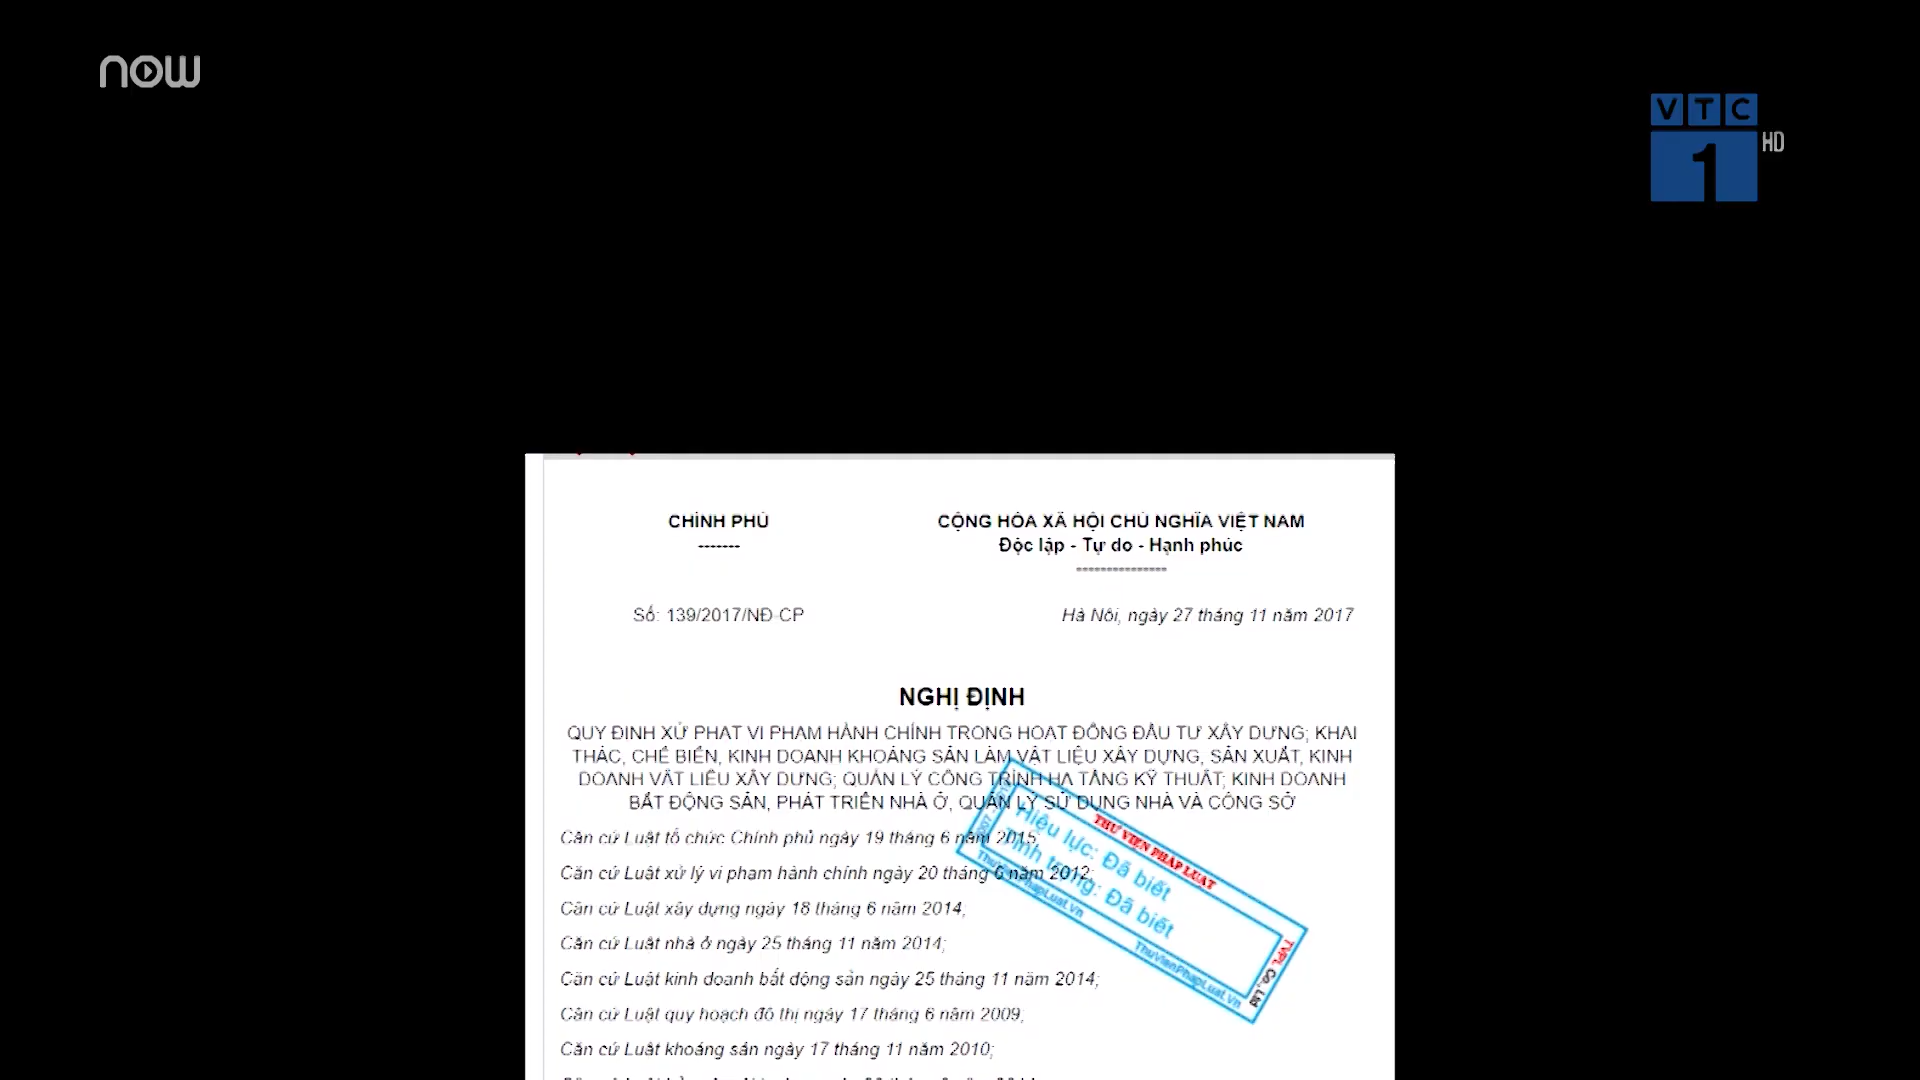 now
VTC
1
HD
CHÍNH PHỦ
-------
CỘNG HÒA XÃ HỘI CHỦ NGHĨA VIỆT NAM
Độc lập - Tự do - Hạnh phúc
---------------
Số: 139/2017/NĐ-CP
Hà Nội, ngày 27 tháng 11 năm 2017
NGHỊ ĐỊNH
QUY ĐỊNH XỬ PHẠT VI PHẠM HÀNH CHÍNH TRONG HOẠT ĐỘNG ĐẦU TƯ XÂY DỰNG; KHAI
THÁC, CHẾ BIẾN, KINH DOANH KHOÁNG SẢN LÀM VẬT LIỆU XÂY DỰNG, SẢN XUẤT, KINH
DOANH VẬT LIỆU XÂY DỰNG; QUẢN LÝ CÔNG TRÌNH HẠ TẦNG KỸ THUẬT; KINH DOANH
BẤT ĐỘNG SẢN, PHÁT TRIỂN NHÀ Ở, QUẢN LÝ SỬ DỤNG NHÀ VÀ CÔNG SỞ
Căn cứ Luật tổ chức Chính phủ ngày 19 tháng 6 năm 2015;
Căn cứ Luật xử lý vi phạm hành chính ngày 20 tháng 6 năm 2012;
Căn cứ Luật xây dựng ngày 18 tháng 6 năm 2014;
Căn cứ Luật nhà ở ngày 25 tháng 11 năm 2014;
Căn cứ Luật kinh doanh bất động sản ngày 25 tháng 11 năm 2014;
Căn cứ Luật quy hoạch đô thị ngày 17 tháng 6 năm 2009;
Căn cứ Luật khoáng sản ngày 17 tháng 11 năm 2010;
THƯ VIỆN PHÁP LUẬT
Hiệu lực: Đã biết
Tình trạng: Đã biết
ThuVienPhapLuat.vn
ThuVienPhapLuat.vn
TVPL Co., Ltd